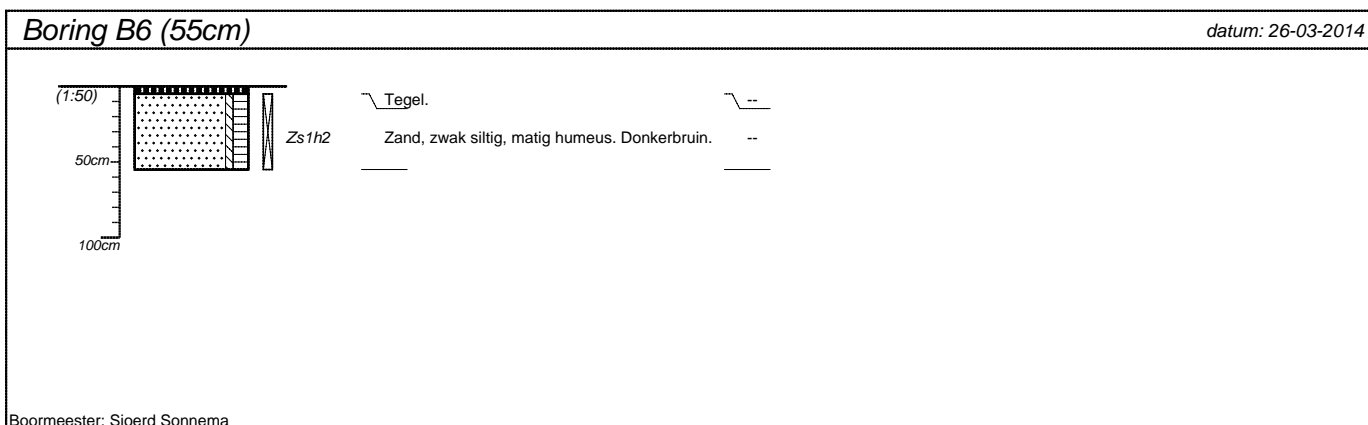 Boring B6 (55cm)
datum: 26-03-2014
(1:50)
Tegel.
--
Zs1h2
Zand, zwak siltig, matig humeus. Donkerbruin.
--
50cm
100cm
Boormeester: Sjoerd Sonnema